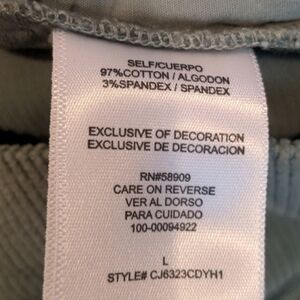 SELF/CUERPO
97%COTTON / ALGODON
3%SPANDEX / SPANDEX
EXCLUSIVE OF DECORATION
EXCLUSIVE DE DECORACION
RN#58909
CARE ON REVERSE
VER AL DORSO
PARA CUIDADO
100-00094922
L
STYLE# CJ6323CDYH1